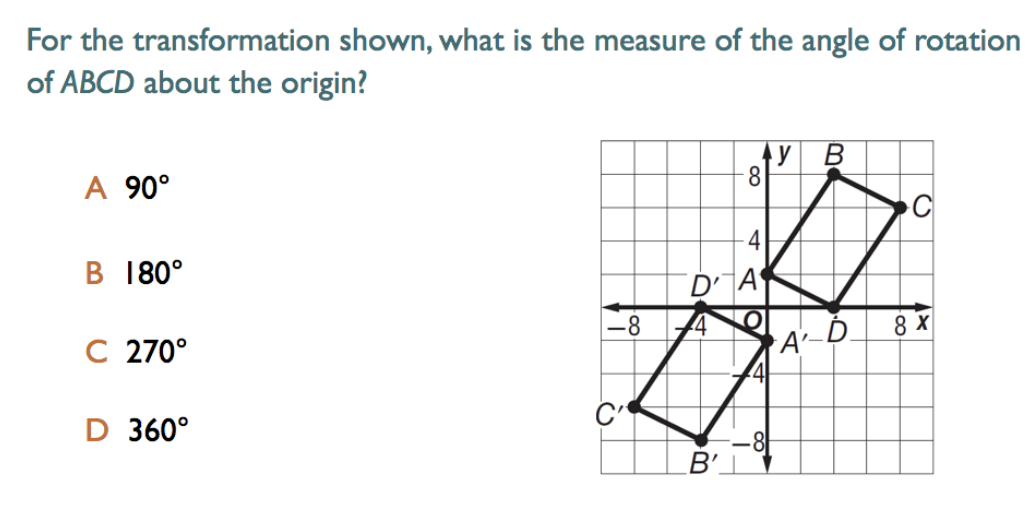 For the transformation shown, what is the measure of the angle of rotation
of ABCD about the origin?
A 90°
B 180°
C 270°
D 360°
y B
8
C
4
D′ A
−8 −4 O A′ D 8 x
−4
C′
−8
B′